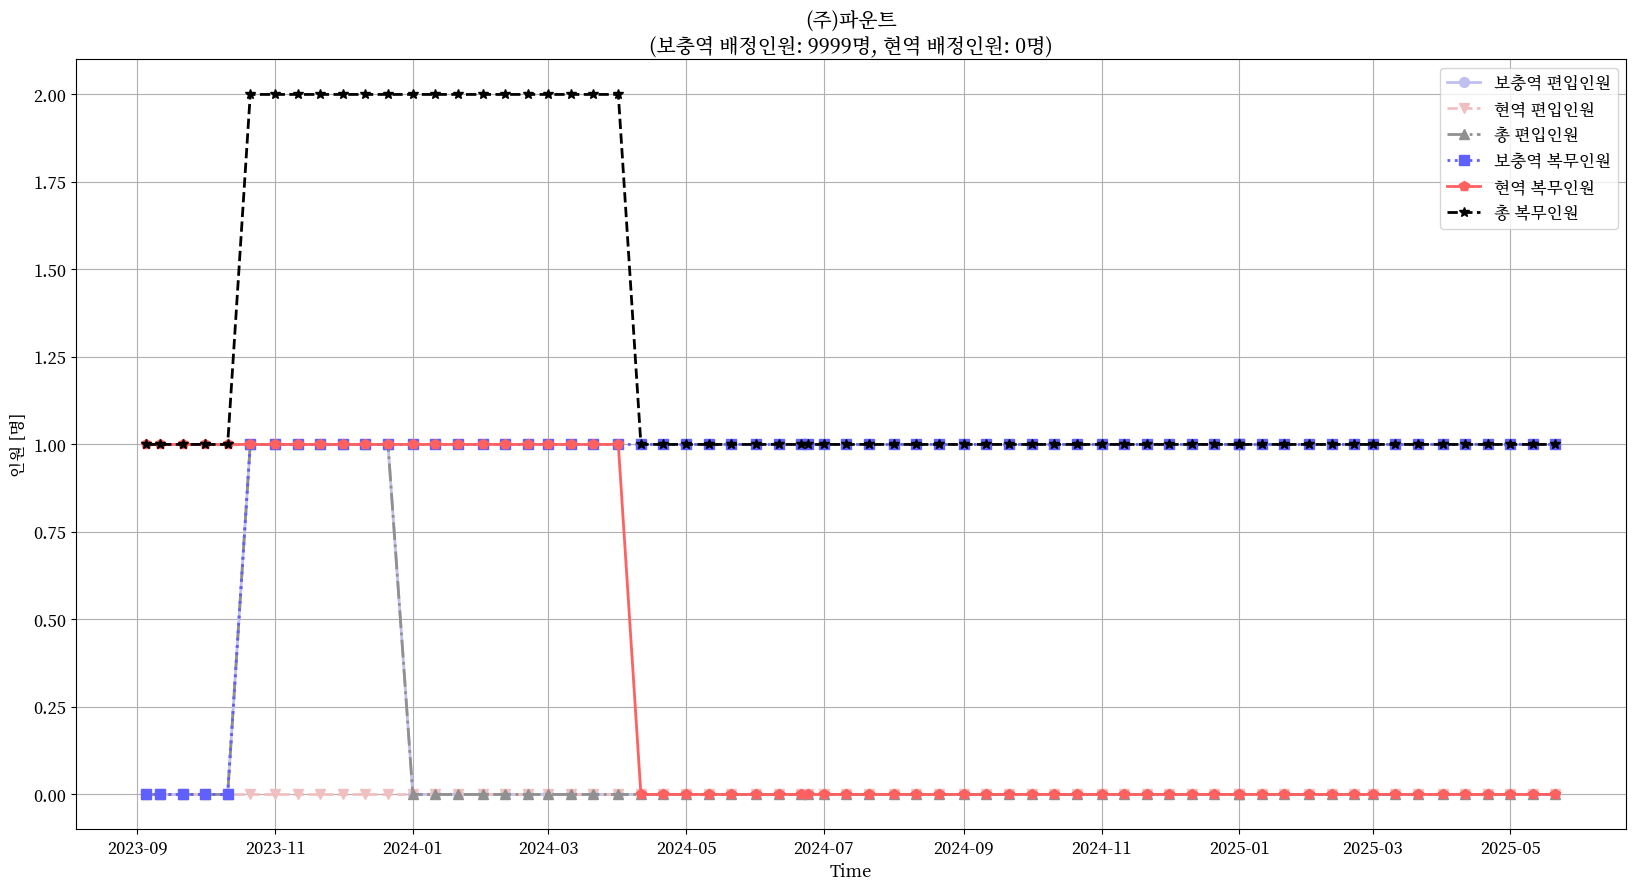 (주)파운트
(보충역 배정인원: 9999명, 현역 배정인원: 0명)
보충역 편입인원
현역 편입인원
총 편입인원
보충역 복무인원
현역 복무인원
총 복무인원
인원 [명]
2.00
1.75
1.50
1.25
1.00
0.75
0.50
0.25
0.00
2023-09 2023-11 2024-01 2024-03 2024-05 2024-07 2024-09 2024-11 2025-01 2025-03 2025-05
Time